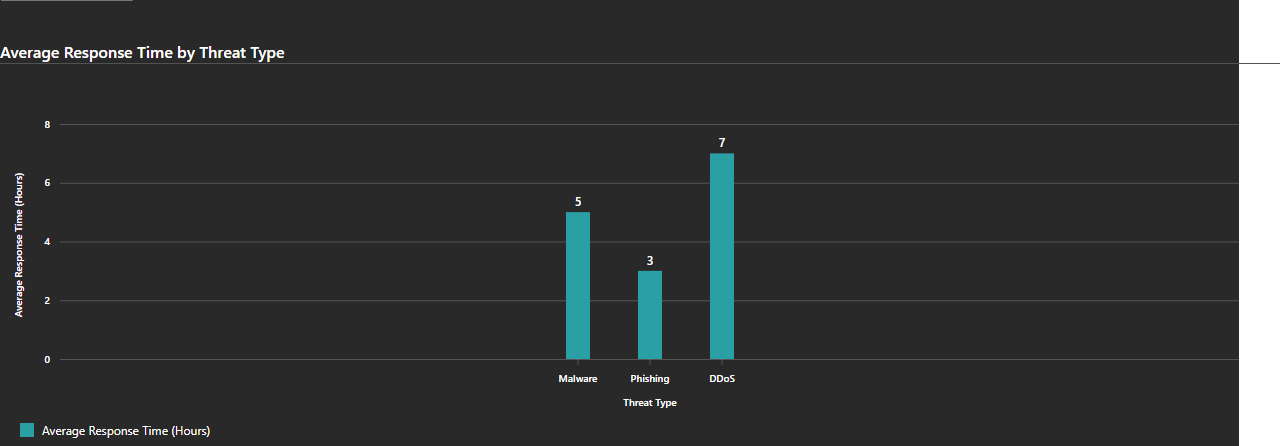 Average Response Time by Threat Type
8
6
4
2
0
Average Response Time (Hours)
5
3
7
Malware Phishing DDoS
Threat Type
Average Response Time (Hours)